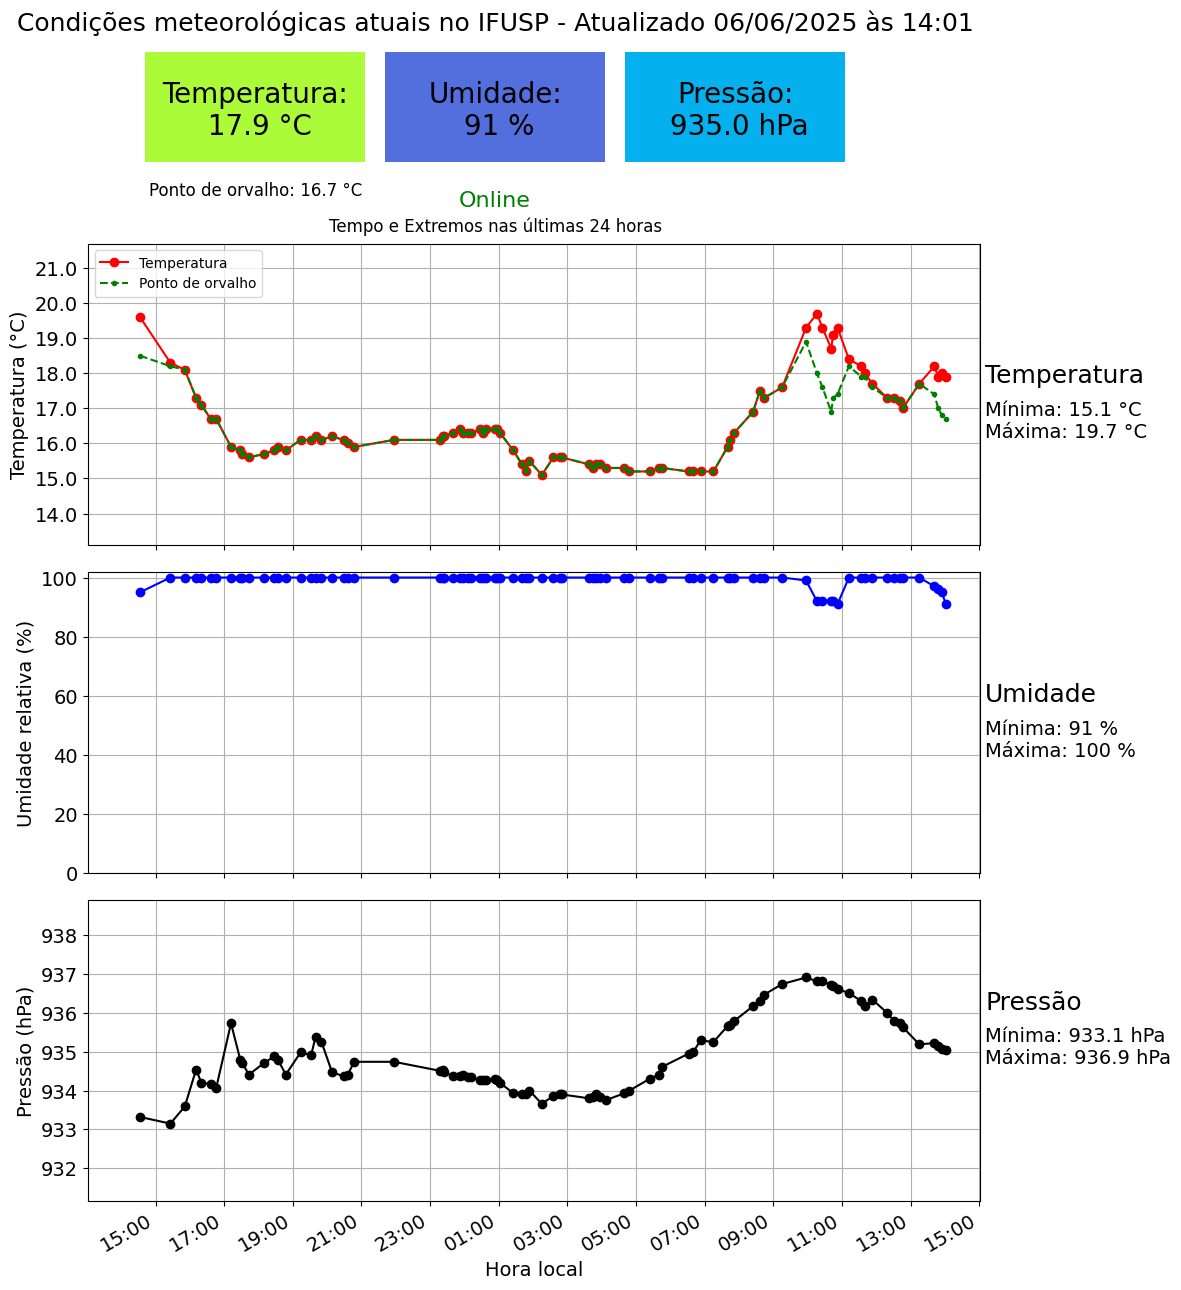 Condições meteorológicas atuais no IFUSP - Atualizado 06/06/2025 às 14:01
Temperatura:
17.9 °C
Umidade:
91 %
Pressão:
935.0 hPa
Ponto de orvalho: 16.7 °C
Online
Tempo e Extremos nas últimas 24 horas
Temperatura
Ponto de orvalho
Temperatura (°C)
21.0
20.0
19.0
18.0
17.0
16.0
15.0
14.0
Temperatura
Mínima: 15.1 °C
Máxima: 19.7 °C
Umidade relativa (%)
100
80
60
40
20
0
Umidade
Mínima: 91 %
Máxima: 100 %
Pressão (hPa)
938
937
936
935
934
933
932
Pressão
Mínima: 933.1 hPa
Máxima: 936.9 hPa
15:00
17:00
19:00
21:00
23:00
01:00
03:00
05:00
07:00
09:00
11:00
13:00
15:00
Hora local